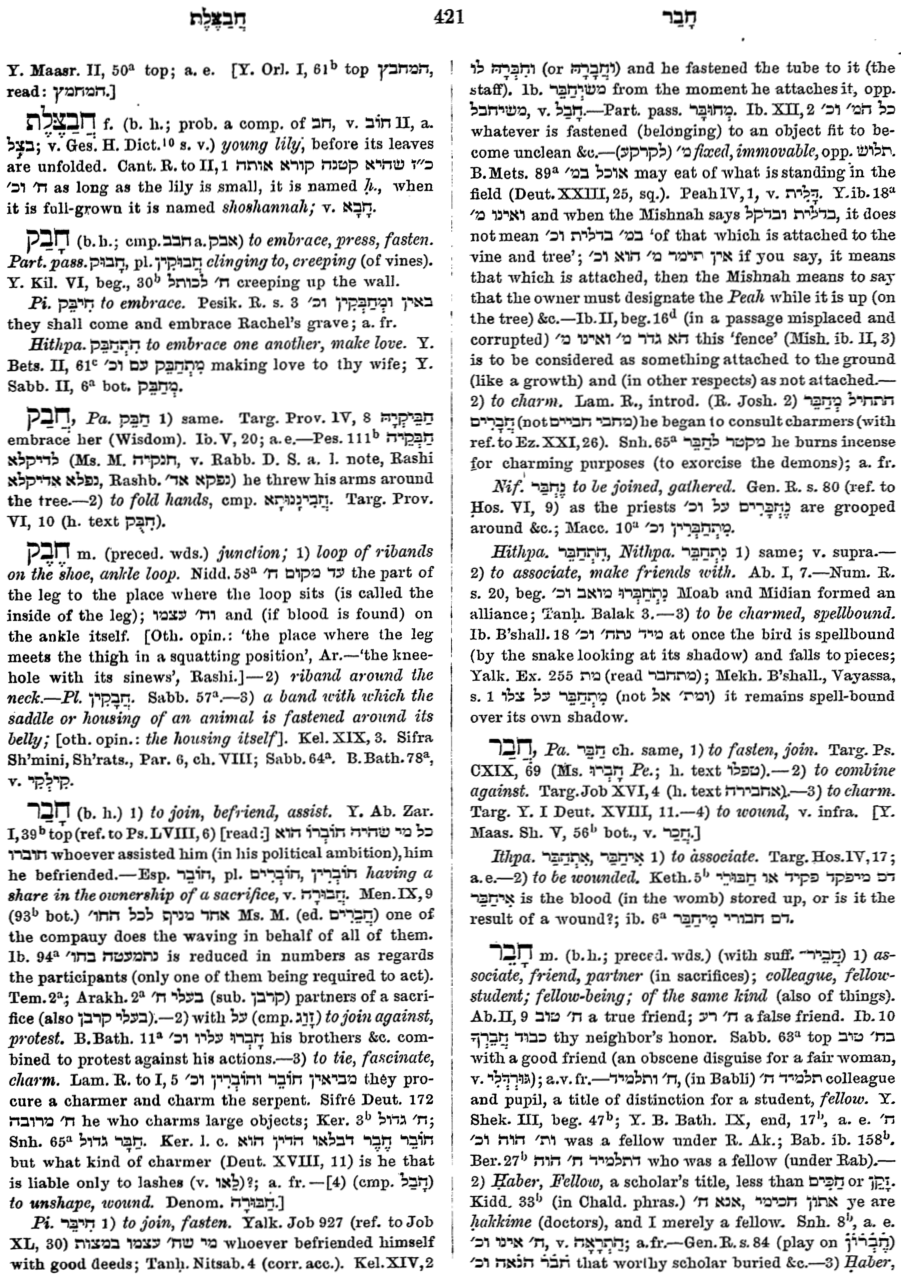 חֲבַצֶּלֶת 421 חָבַר
Y. Maasr. II, 50ᵃ top; a. e. [Y. Orl. I, 61ᵇ top המחבץ,
read: המחמץ.]
חֲבַצֶּלֶת f. (b. h.; prob. a comp. of חב, v. חוֹב II, a.
בצל; v. Ges. H. Dict.¹⁰ s. v.) young lily, before its leaves
are unfolded. Cant. R. to II, 1 כ״ז שהיא קטנה קורא אותה
ח׳ וכ׳ as long as the lily is small, it is named ḥ., when
it is full-grown it is named shoshannah; v. חֲבָא.
חָבַק (b. h.; cmp. חבב a. אבק) to embrace, press, fasten.
Part. pass. חָבוּק, pl. חֲבוּקִין clinging to, creeping (of vines).
Y. Kil. VI, beg., 30ᵇ ח׳ לכותל creeping up the wall.
Pi. חִיבֵּק to embrace. Pesik. R. s. 3 באין ומְחַבְּקִין וכ׳
they shall come and embrace Rachel's grave; a. fr.
Hithpa. הִתְחַבֵּק to embrace one another, make love. Y.
Bets. II, 61ᶜ מִתְחַבֵּק עם וכ׳ making love to thy wife; Y.
Sabb. II, 6ᵃ bot. מְחַבֵּק.
חֲבַק, Pa. חַבֵּק 1) same. Targ. Prov. IV, 8 חַבִּיקְיָהּ
embrace her (Wisdom). Ib. V, 20; a. e.—Pes. 111ᵇ חַבְּקֵיהּ
לדיקלא (Ms. M. חנקיה, v. Rabb. D. S. a. l. note, Rashi
נפלא אדיקלא, Rashb. נפקא אד׳) he threw his arms around
the tree.—2) to fold hands, cmp. חֲבִינְנוּתָא. Targ. Prov.
VI, 10 (h. text חִבֻּק).
חֶבֶק m. (preced. wds.) junction; 1) loop of ribands
on the shoe, ankle loop. Nidd. 58ᵃ עד מקום ח׳ the part of
the leg to the place where the loop sits (is called the
inside of the leg); וח׳ עצמו and (if blood is found) on
the ankle itself. [Oth. opin.: 'the place where the leg
meets the thigh in a squatting position', Ar.—'the knee-
hole with its sinews', Rashi.]—2) riband around the
neck.—Pl. חֲבָקִין. Sabb. 57ᵃ.—3) a band with which the
saddle or housing of an animal is fastened around its
belly; [oth. opin.: the housing itself]. Kel. XIX, 3. Sifra
Sh'mini, Sh'rats., Par. 6, ch. VIII; Sabb. 64ᵃ. B. Bath. 78ᵃ,
v. קִילְקִי.
חָבַר (b. h.) 1) to join, befriend, assist. Y. Ab. Zar.
I, 39ᵇ top (ref. to Ps. LVIII, 6) [read:] כל מי שהיה חוֹבְרוֹ הוא
חוברו whoever assisted him (in his political ambition), him
he befriended.—Esp. חוֹבֵר, pl. חוֹבְרִים, חוֹבְרִין having a
share in the ownership of a sacrifice, v. חֲבוּרָה. Men. IX, 9
(93ᵇ bot.) אחד מניף לכל החו׳ Ms. M. (ed. חֲבֵרִים) one of
the company does the waving in behalf of all of them.
Ib. 94ᵃ נתמעטה בחו׳ is reduced in numbers as regards
the participants (only one of them being required to act).
Tem. 2ᵃ; Arakh. 2ᵃ בעלי ח׳ (sub. קרבן) partners of a sacri-
fice (also בעלי קרבן).—2) with על (cmp. זָוַג) to join against,
protest. B. Bath. 11ᵃ חָבְרוּ עליו וכ׳ his brothers &c. com-
bined to protest against his actions.—3) to tie, fascinate,
charm. Lam. R. to I, 5 מביאין חוֹבֵר וחוֹבְרִין וכ׳ they pro-
cure a charmer and charm the serpent. Sifré Deut. 172
ח׳ מרובה he who charms large objects; Ker. 3ᵇ ח׳ גדול;
Snh. 65ᵃ חֹבֵר גדול. Ker. l. c. חוֹבֵר חֶבֶר דבלאו הדין הוא
but what kind of charmer (Deut. XVIII, 11) is he that
is liable only to lashes (v. לַאו)?; a. fr.—[4) (cmp. חָבַל)
to unshape, wound. Denom. חַבּוּרָה.]
Pi. חִיבֵּר 1) to join, fasten. Yalk. Job 927 (ref. to Job
XL, 30) מי שח׳ עצמו במצות whoever befriended himself
with good deeds; Tanḥ. Nitsab. 4 (corr. acc.). Kel. XIV, 2
וחִבְּרָהּ לו (or וחֲבָרָהּ) and he fastened the tube to it (the
staff). Ib. משיְּחַבֵּר from the moment he attaches it, opp.
משיחבל, v. חָבַל.—Part. pass. מְחוּבָּר. Ib. XII, 2 כל המ׳ וכ׳
whatever is fastened (belonging) to an object fit to be-
come unclean &c.—מ׳ (לקרקע) fixed, immovable, opp. תלוש.
B. Mets. 89ᵃ אוכל במ׳ may eat of what is standing in the
field (Deut. XXIII, 25, sq.). Peah IV, 1, v. דָּלִית. Y. ib. 18ᵃ
ואינו מ׳ and when the Mishnah says בדלית ובדקל, it does
not mean במ׳ בדלית וכ׳ 'of that which is attached to the
vine and tree'; אין תימר מ׳ הוא וכ׳ if you say, it means
that which is attached, then the Mishnah means to say
that the owner must designate the Peah while it is up (on
the tree) &c.—Ib. II, beg. 16ᵈ (in a passage misplaced and
corrupted) הא גדר מ׳ ואינו מ׳ this 'fence' (Mish. ib. II, 3)
is to be considered as something attached to the ground
(like a growth) and (in other respects) as not attached.—
2) to charm. Lam. R., introd. (R. Josh. 2) התחיל מְחַבֵּר
חֲבָרִים (not מחבי חביים) he began to consult charmers (with
ref. to Ez. XXI, 26). Snh. 65ᵃ מקטר לחַבֵּר he burns incense
for charming purposes (to exorcise the demons); a. fr.
Nif. נֶחְבַּר to be joined, gathered. Gen. R. s. 80 (ref. to
Hos. VI, 9) as the priests נֶחְבָּרִים על וכ׳ are grouped
around &c.; Macc. 10ᵃ מִתְחַבְּרִין וכ׳.
Hithpa. הִתְחַבֵּר, Nithpa. נִתְחַבֵּר 1) same; v. supra.—
2) to associate, make friends with. Ab. I, 7.—Num. R.
s. 20, beg. נִתְחַבְּרוּ מואב וכ׳ Moab and Midian formed an
alliance; Tanḥ. Balak 3.—3) to be charmed, spellbound.
Ib. B'shall. 18 מיד נתח׳ וכ׳ at once the bird is spellbound
(by the snake looking at its shadow) and falls to pieces;
Yalk. Ex. 255 מת (read מתחבר); Mekh. B'shall., Vayassa,
s. 1 מִתְחַבֵּר על צלו (not ומת׳ אל) it remains spell-bound
over its own shadow.
חֲבַר, Pa. חַבֵּר ch. same, 1) to fasten, join. Targ. Ps.
CXIX, 69 (Ms. חֲבָרוּ Pe.; h. text טפלו).—2) to combine
against. Targ. Job XVI, 4 (h. text אחבירה).—3) to charm.
Targ. Y. I Deut. XVIII, 11.—4) to wound, v. infra. [Y.
Maas. Sh. V, 56ᵇ bot., v. חֲכַר.]
Ithpa. אִתְחַבַּר, אִיחַבַּר 1) to associate. Targ. Hos. IV, 17;
a. e.—2) to be wounded. Keth. 5ᵇ דם מיפקד פקיד או חַבּוּרֵי
אִיחַבַּר is the blood (in the womb) stored up, or is it the
result of a wound?; ib. 6ᵃ דם חבורי מִיחַבַּר.
חָבֵר m. (b. h.; preced. wds.) (with suff. חֲבֵיר־) 1) as-
sociate, friend, partner (in sacrifices); colleague, fellow-
student; fellow-being; of the same kind (also of things).
Ab. II, 9 ח׳ טוב a true friend; ח׳ רע a false friend. Ib. 10
כבוד חֲבֵרְךָ thy neighbor's honor. Sabb. 63ᵃ top בח׳ טוב
with a good friend (an obscene disguise for a fair woman,
v. גּוּרְדְּלֵי); a. v. fr.—ח׳ ותלמיד, (in Babli) תלמיד ח׳ colleague
and pupil, a title of distinction for a student, fellow. Y.
Shek. III, beg. 47ᵇ; Y. B. Bath. IX, end, 17ᵇ, a. e. ח׳
ות׳ הוה וכ׳ was a fellow under R. Ak.; Bab. ib. 158ᵇ.
Ber. 27ᵇ דתלמיד ח׳ הוה who was a fellow (under Rab).—
2) Ḥaber, Fellow, a scholar's title, less than חַכִּים or זָקֵן.
Kidd. 33ᵇ (in Chald. phras.) אתון חכימי, אנא ח׳ ye are
ḥakkime (doctors), and I merely a fellow. Snh. 8ᵇ, a. e.
ח׳ אינו וכ׳, v. הַתְרָאָה; a. fr.—Gen. R. s. 84 (play on חֶבְרוֹן)
חבר הנאה וכ׳ that worthy scholar buried &c.—3) Ḥaber,